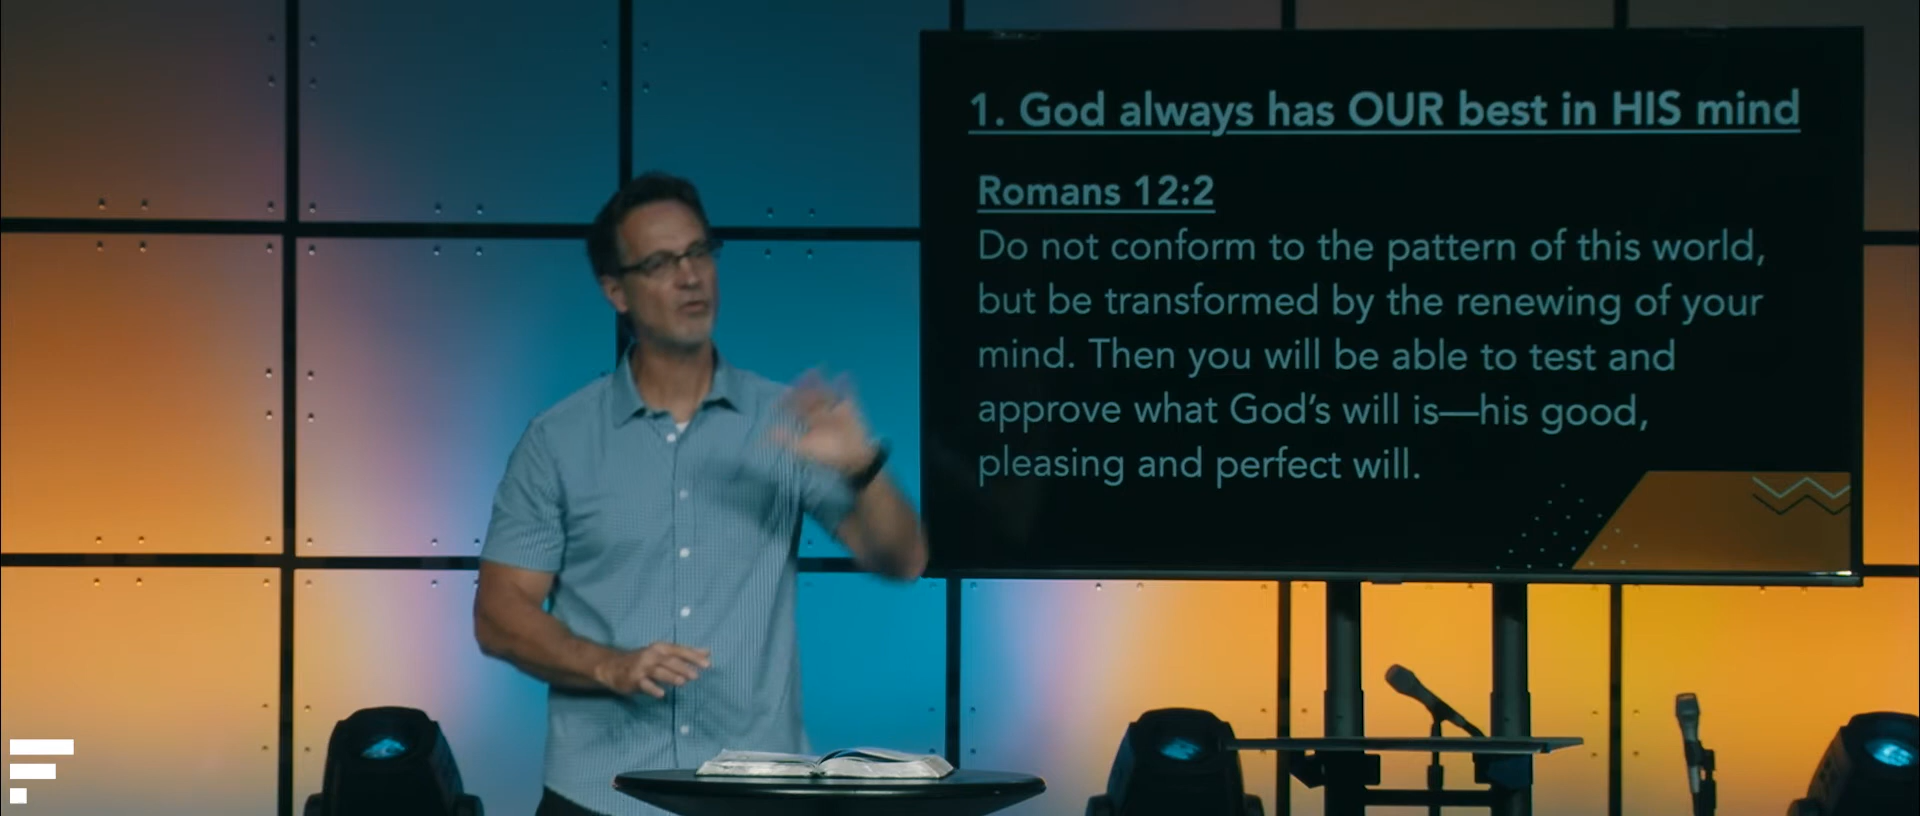 1. God always has OUR best in HIS mind
Romans 12:2
Do not conform to the pattern of this world,
but be transformed by the renewing of your
mind. Then you will be able to test and
approve what God's will is—his good,
pleasing and perfect will.